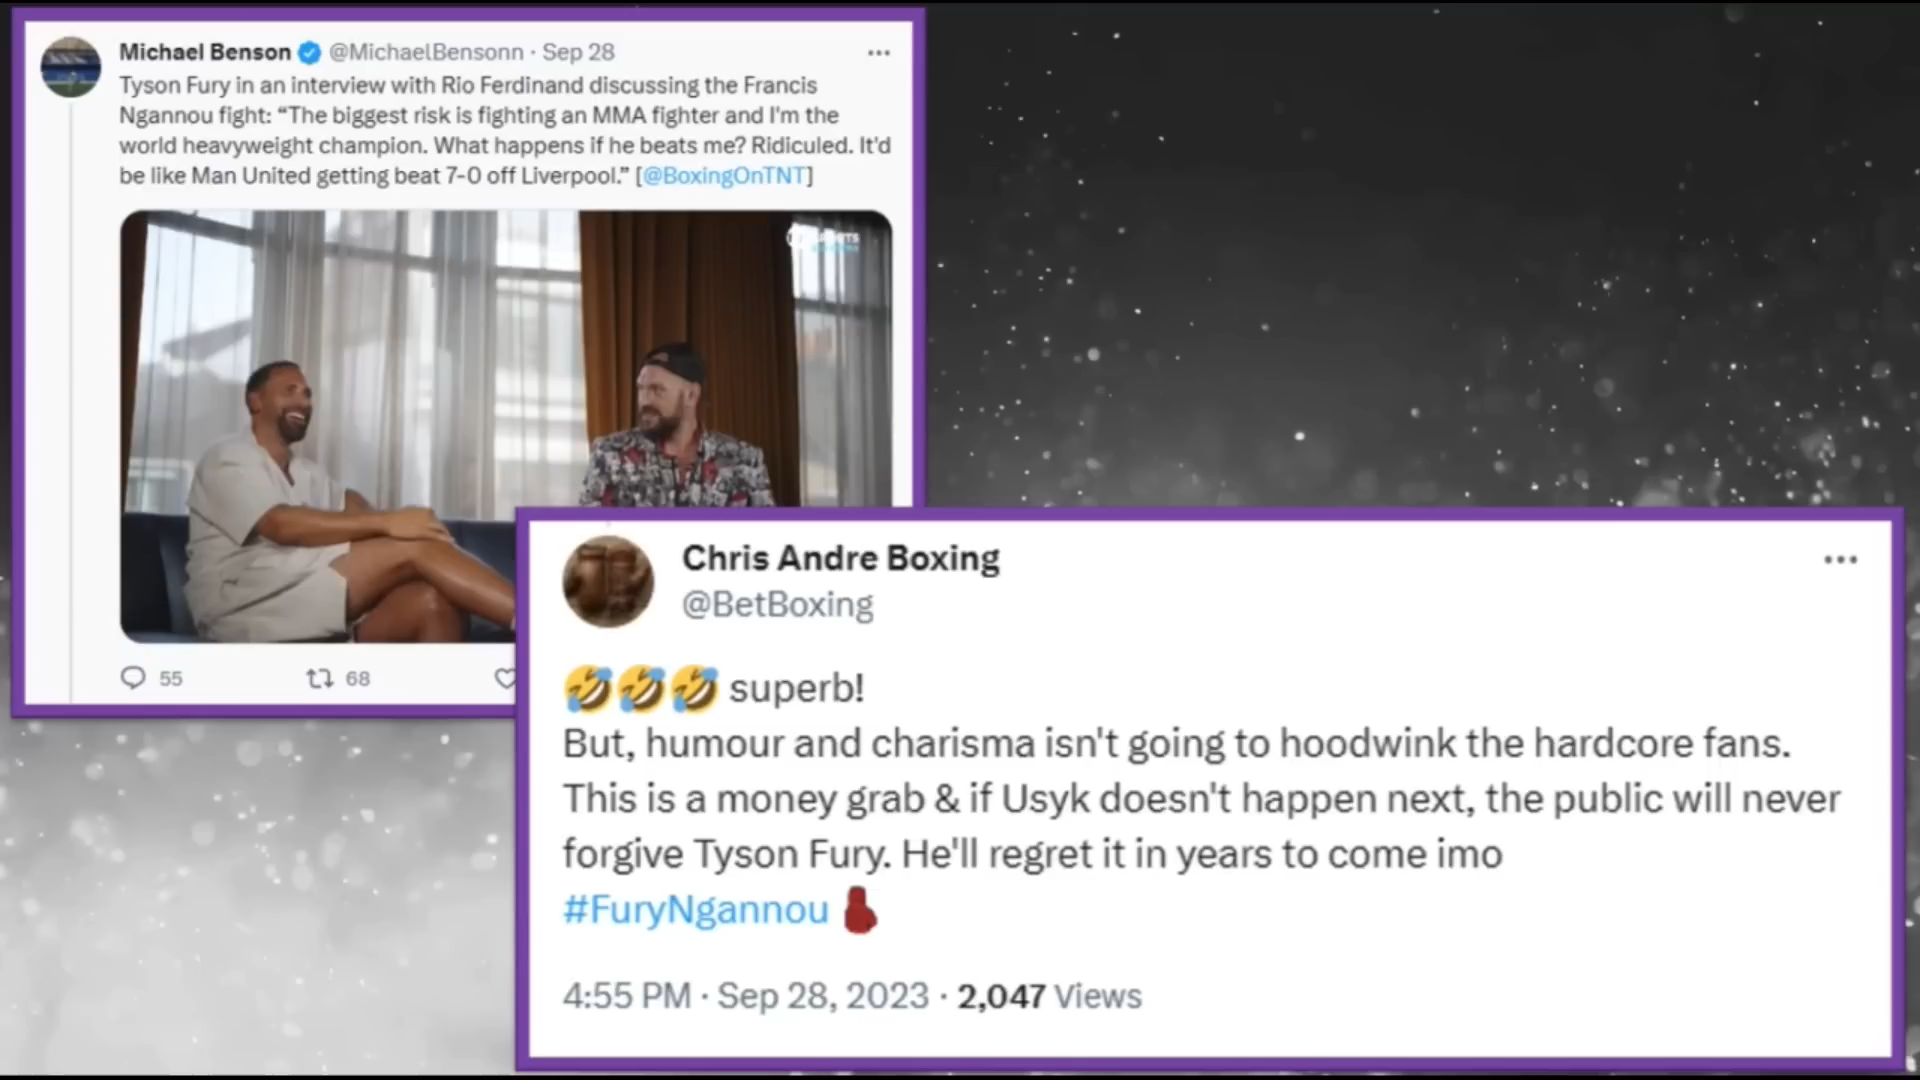 Michael Benson @MichaelBensonn · Sep 28
Tyson Fury in an interview with Rio Ferdinand discussing the Francis
Ngannou fight: “The biggest risk is fighting an MMA fighter and I'm the
world heavyweight champion. What happens if he beats me? Ridiculed. It'd
be like Man United getting beat 7-0 off Liverpool.” [@BoxingOnTNT]
55 68
Chris Andre Boxing
@BetBoxing
🤣🤣🤣 superb!
But, humour and charisma isn't going to hoodwink the hardcore fans.
This is a money grab & if Usyk doesn't happen next, the public will never
forgive Tyson Fury. He'll regret it in years to come imo
#FuryNgannou
4:55 PM · Sep 28, 2023 · 2,047 Views